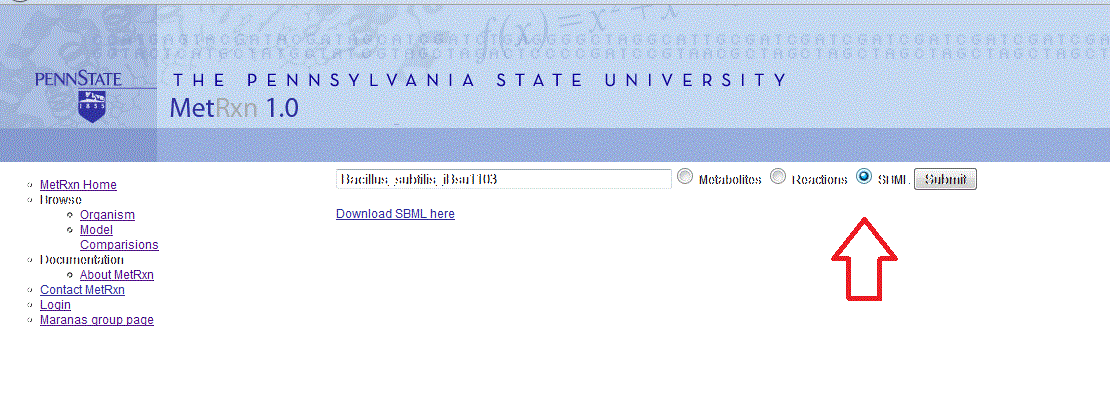 f(x) = x² + x
PENNSTATE
1855
THE PENNSYLVANIA STATE UNIVERSITY
MetRxn 1.0
Bacillus_subtilis_iBsu1103 Metabolites Reactions SBML Submit
Download SBML here
MetRxn Home
Browse
Organism
Model
Comparisions
Documentation
About MetRxn
Contact MetRxn
Login
Maranas group page